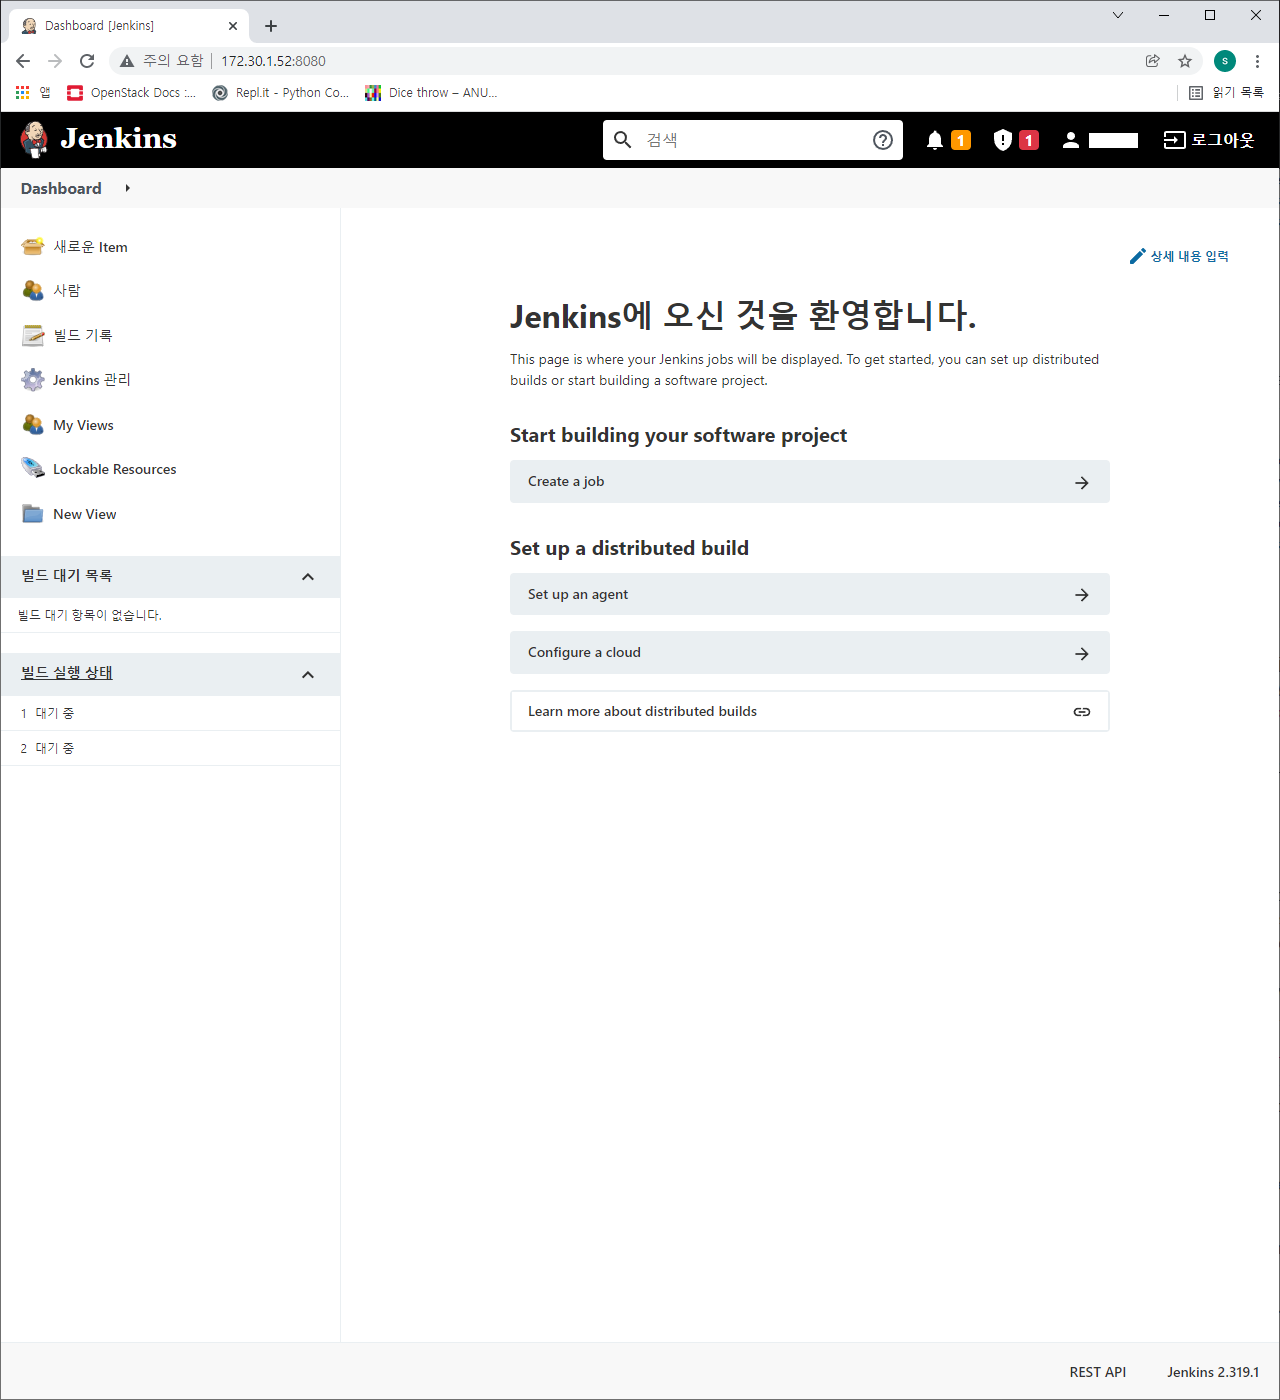 Dashboard [Jenkins]
주의 요함 172.30.1.52:8080
s
앱 OpenStack Docs :... Repl.it - Python Co... Dice throw – ANU... 읽기 목록
Jenkins 검색 1 1 로그아웃
Dashboard
새로운 Item
사람
빌드 기록
Jenkins 관리
My Views
Lockable Resources
New View
빌드 대기 목록
빌드 대기 항목이 없습니다.
빌드 실행 상태
1 대기 중
2 대기 중
상세 내용 입력
Jenkins에 오신 것을 환영합니다.
This page is where your Jenkins jobs will be displayed. To get started, you can set up distributed
builds or start building a software project.
Start building your software project
Create a job
Set up a distributed build
Set up an agent
Configure a cloud
Learn more about distributed builds
REST API Jenkins 2.319.1